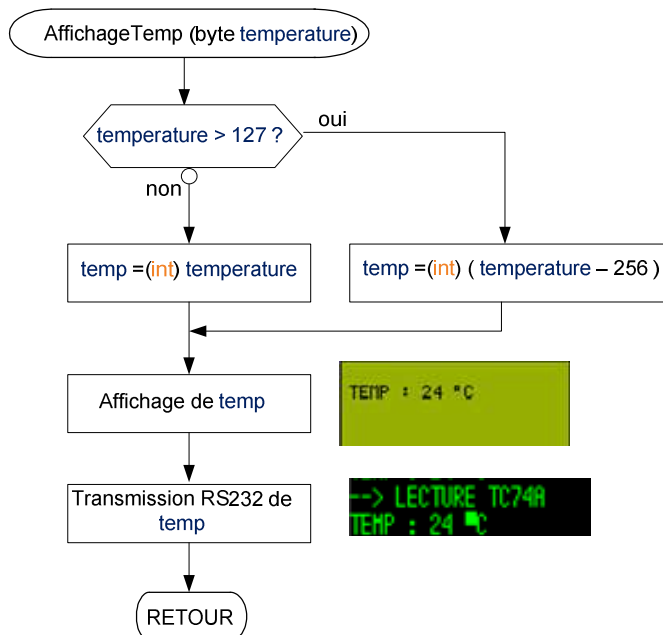 AffichageTemp (byte temperature)
temperature > 127 ?
oui
non
temp =(int) temperature
temp =(int) ( temperature – 256 )
Affichage de temp
TEMP : 24 °C
Transmission RS232 de
temp
--> LECTURE TC74A
TEMP : 24 °C
RETOUR